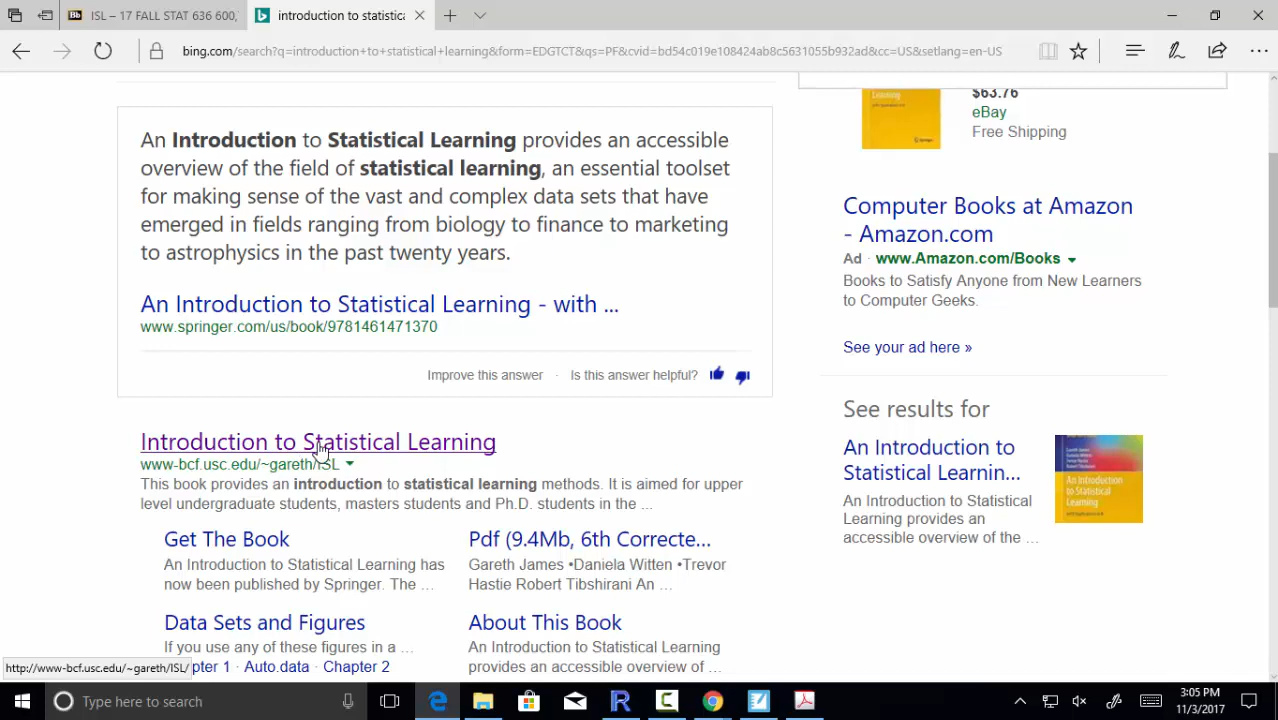 ISL – 17 FALL STAT 636 600,
introduction to statistica
bing.com/search?q=introduction+to+statistical+learning&form=EDGTCT&qs=PF&cvid=bd54c019e108424ab8c5631055b932ad&cc=US&setlang=en-US
An Introduction to Statistical Learning provides an accessible
overview of the field of statistical learning, an essential toolset
for making sense of the vast and complex data sets that have
emerged in fields ranging from biology to finance to marketing
to astrophysics in the past twenty years.
An Introduction to Statistical Learning - with ...
www.springer.com/us/book/9781461471370
Improve this answer · Is this answer helpful?
Introduction to Statistical Learning
www-bcf.usc.edu/~gareth/ISL
This book provides an introduction to statistical learning methods. It is aimed for upper
level undergraduate students, masters students and Ph.D. students in the ...
Get The Book
An Introduction to Statistical Learning has
now been published by Springer. The ...
Pdf (9.4Mb, 6th Correcte...
Gareth James •Daniela Witten •Trevor
Hastie Robert Tibshirani An ...
Data Sets and Figures
If you use any of these figures in a ...
pter 1 · Auto.data · Chapter 2
About This Book
An Introduction to Statistical Learning
provides an accessible overview of ...
http://www-bcf.usc.edu/~gareth/ISL/
Learning
$63.76
eBay
Free Shipping
Computer Books at Amazon
- Amazon.com
Ad · www.Amazon.com/Books
Books to Satisfy Anyone from New Learners
to Computer Geeks.
See your ad here »
See results for
An Introduction to
Statistical Learnin...
An Introduction to Statistical
Learning provides an
accessible overview of the ...
An Introduction
to Statistical
Learning
Type here to search
3:05 PM
11/3/2017